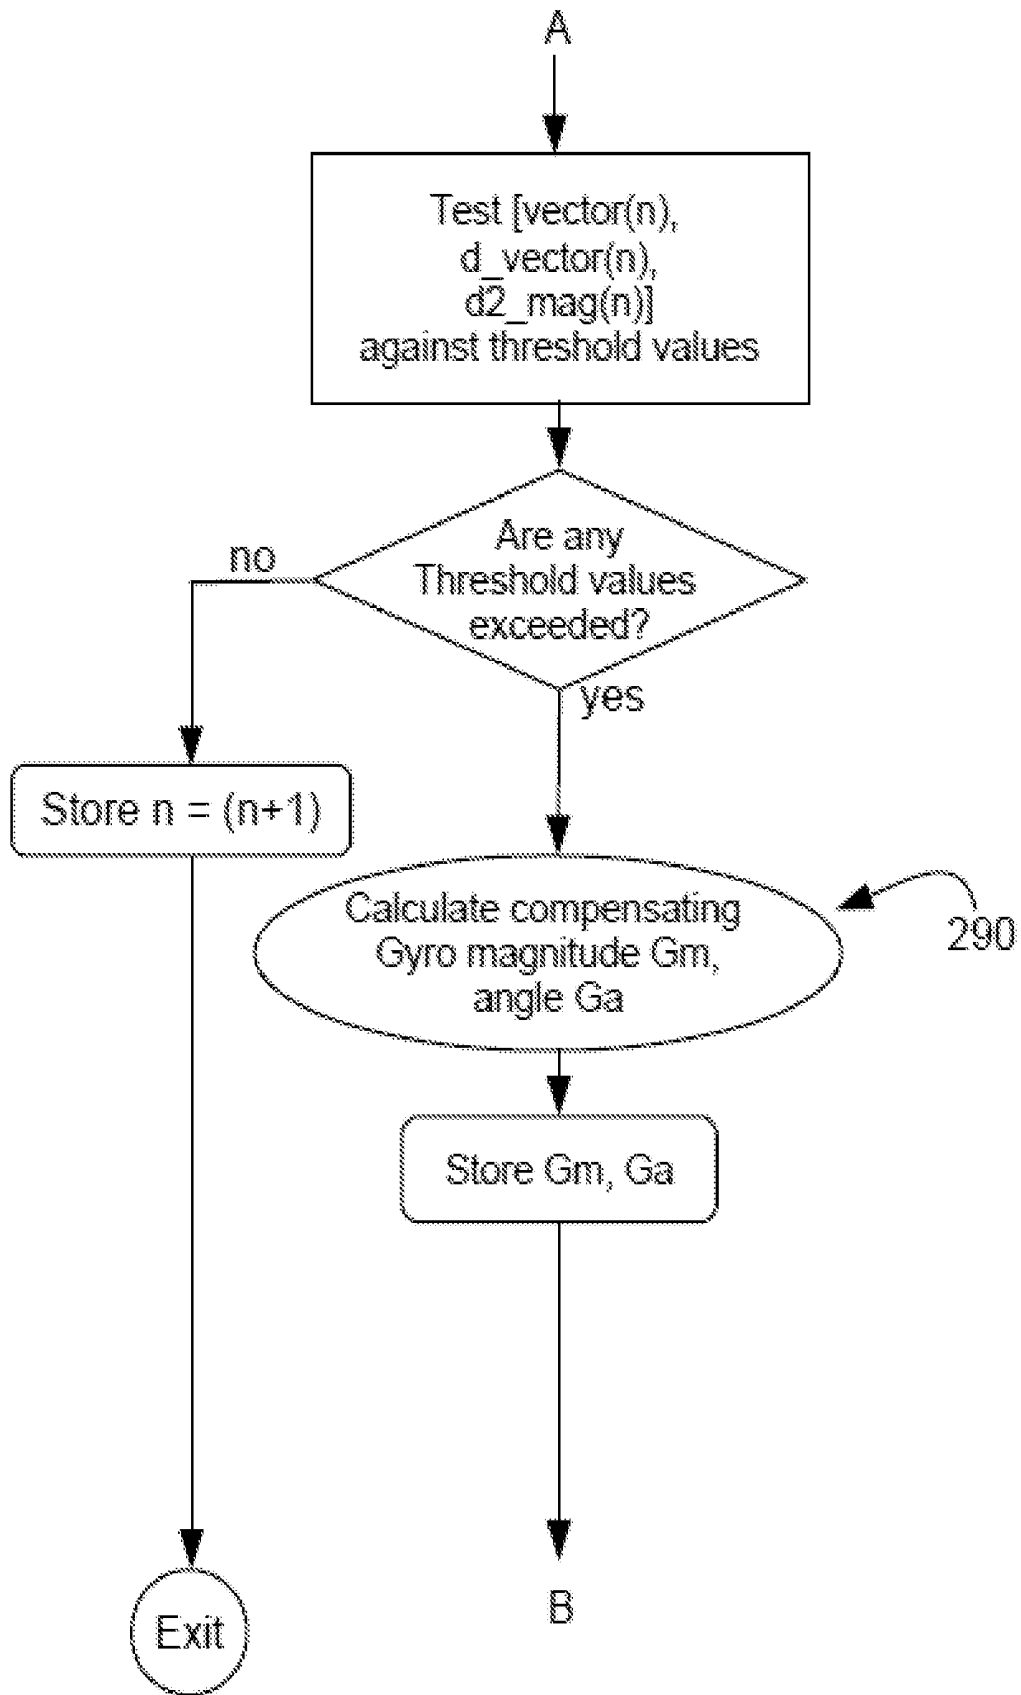 A
Test [vector(n),
d_vector(n),
d2_mag(n)]
against threshold values
Are any
Threshold values
exceeded?
no
yes
Store n = (n+1)
Calculate compensating
Gyro magnitude Gm,
angle Ga
290
Store Gm, Ga
Exit
B